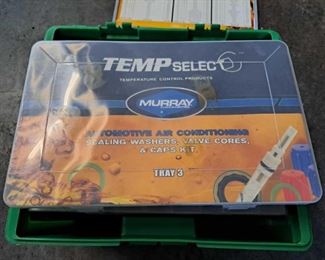 TEMP SELECT
TEMPERATURE CONTROL PRODUCTS
MURRAY
AUTOMOTIVE AIR CONDITIONING
SEALING WASHERS, VALVE CORES,
& CAPS KIT
TRAY 3